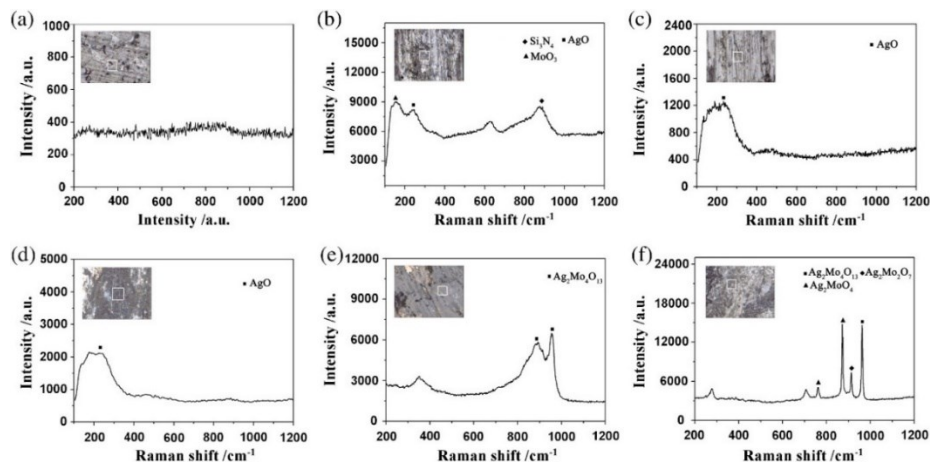 (a)
1000
800
600
400
200
0
Intensity /a.u.
200 400 600 800 1000 1200
Intensity /a.u.
(b)
15000
12000
9000
6000
3000
Intensity /a.u.
◆ Si₃N₄ ▪ AgO
▲ MoO₃
200 400 600 800 1000 1200
Raman shift /cm⁻¹
(c)
2400
2000
1600
1200
800
400
0
Intensity /a.u.
▪ AgO
200 400 600 800 1000 1200
Raman shift /cm⁻¹
(d)
5000
4000
3000
2000
1000
0
Intensity /a.u.
▪ AgO
200 400 600 800 1000 1200
Raman shift /cm⁻¹
(e)
12000
9000
6000
3000
0
Intensity /a.u.
▪ Ag₂Mo₄O₁₃
200 400 600 800 1000 1200
Raman shift /cm⁻¹
(f)
24000
18000
12000
6000
0
Intensity /a.u.
▪ Ag₂Mo₄O₁₃ ◆ Ag₂Mo₂O₇
▲ Ag₂MoO₄
200 400 600 800 1000 1200
Raman shift /cm⁻¹